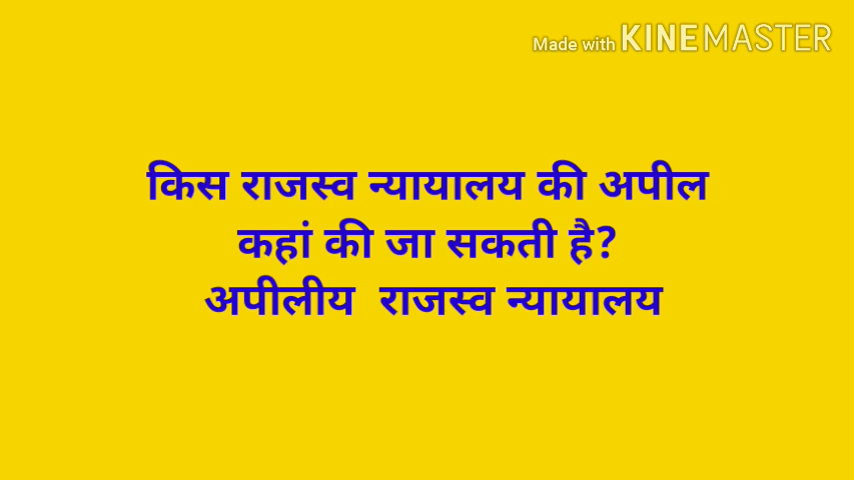 Made with KINEMASTER
किस राजस्व न्यायालय की अपील
कहां की जा सकती है?
अपीलीय राजस्व न्यायालय